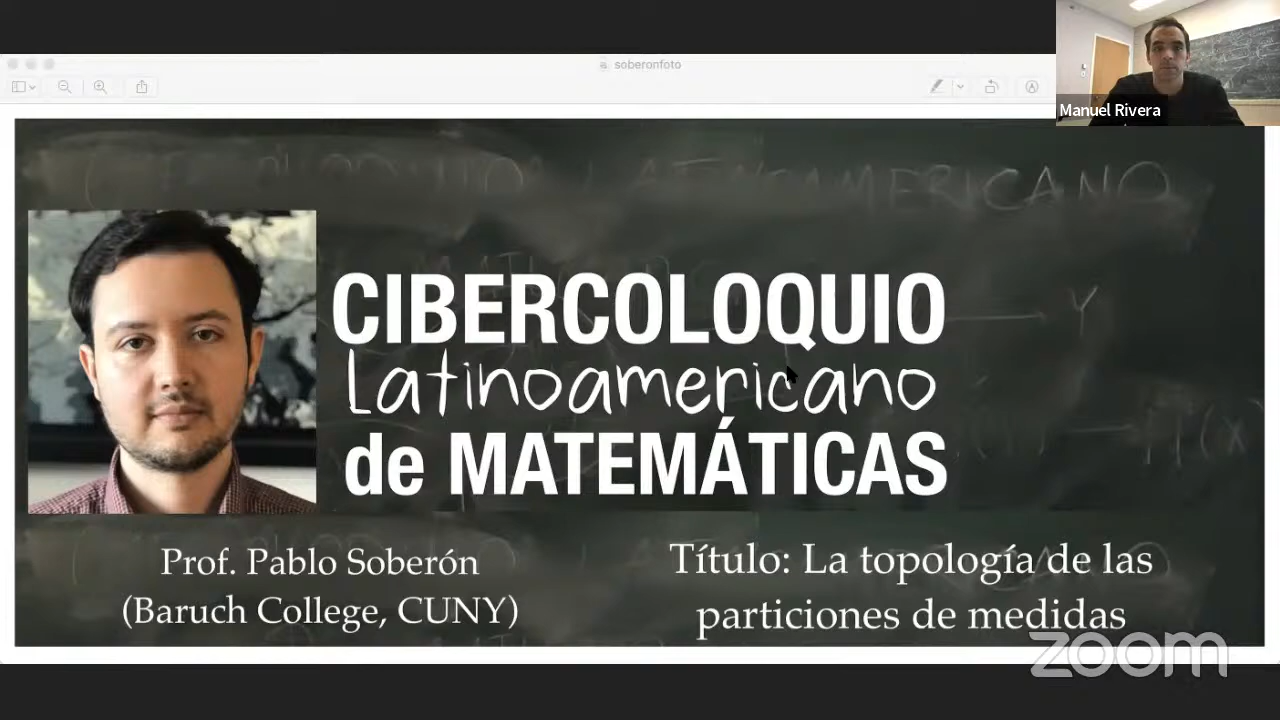 soberonfoto
Manuel Rivera
LATINOAMERICANO
CIBERCOLOQUIO
Latinoamericano
de MATEMÁTICAS
Prof. Pablo Soberón
(Baruch College, CUNY)
Título: La topología de las
particiones de medidas
zoom